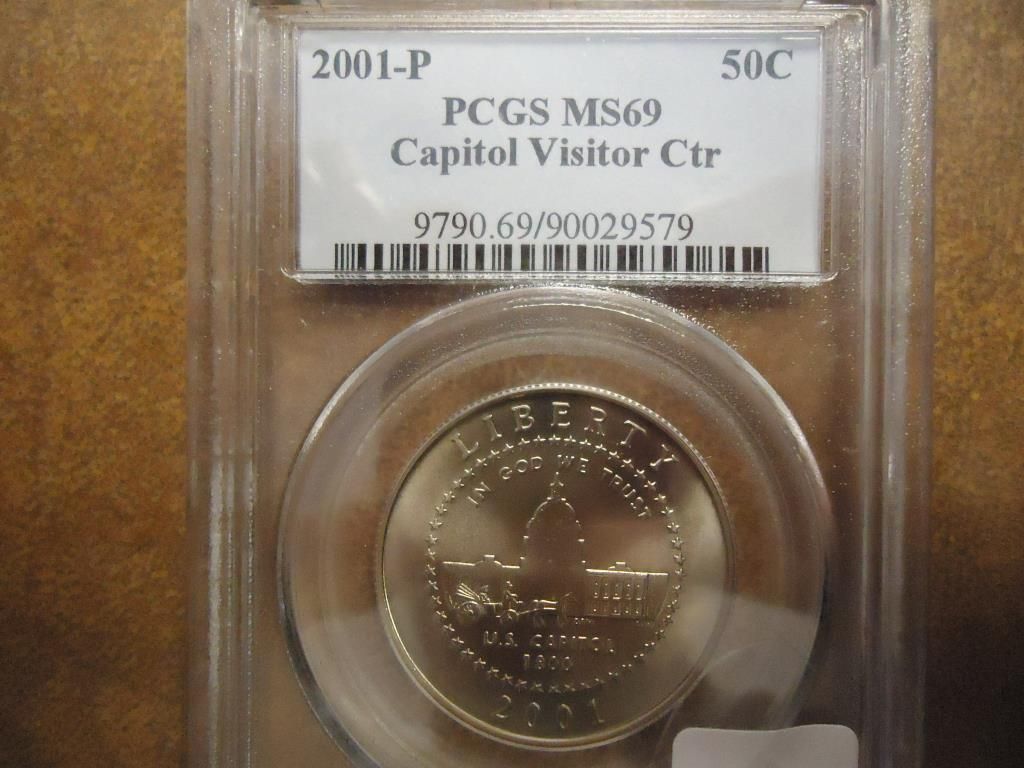 2001-P 50C
PCGS MS69
Capitol Visitor Ctr
9790.69/90029579
LIBERTY
IN GOD WE TRUST
U.S. CAPITOL
1800
2001